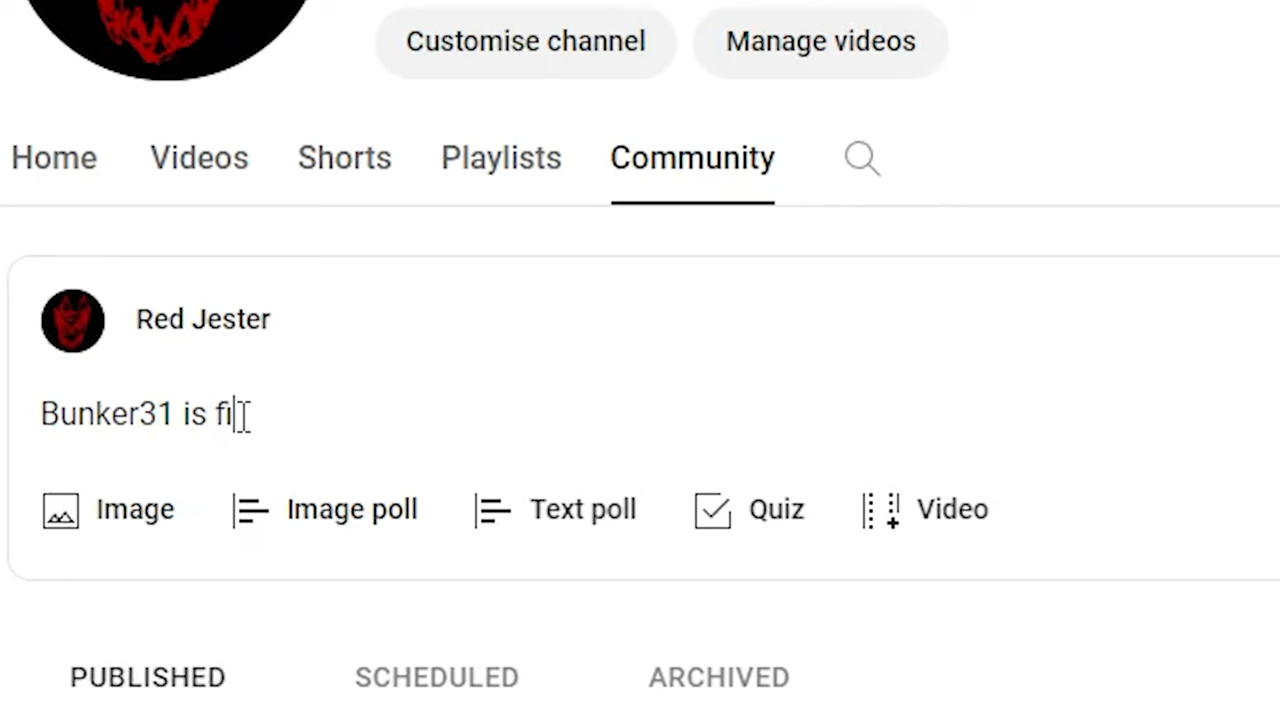 Customise channel Manage videos
Home Videos Shorts Playlists Community
Red Jester
Bunker31 is fi
Image Image poll Text poll Quiz Video
PUBLISHED SCHEDULED ARCHIVED